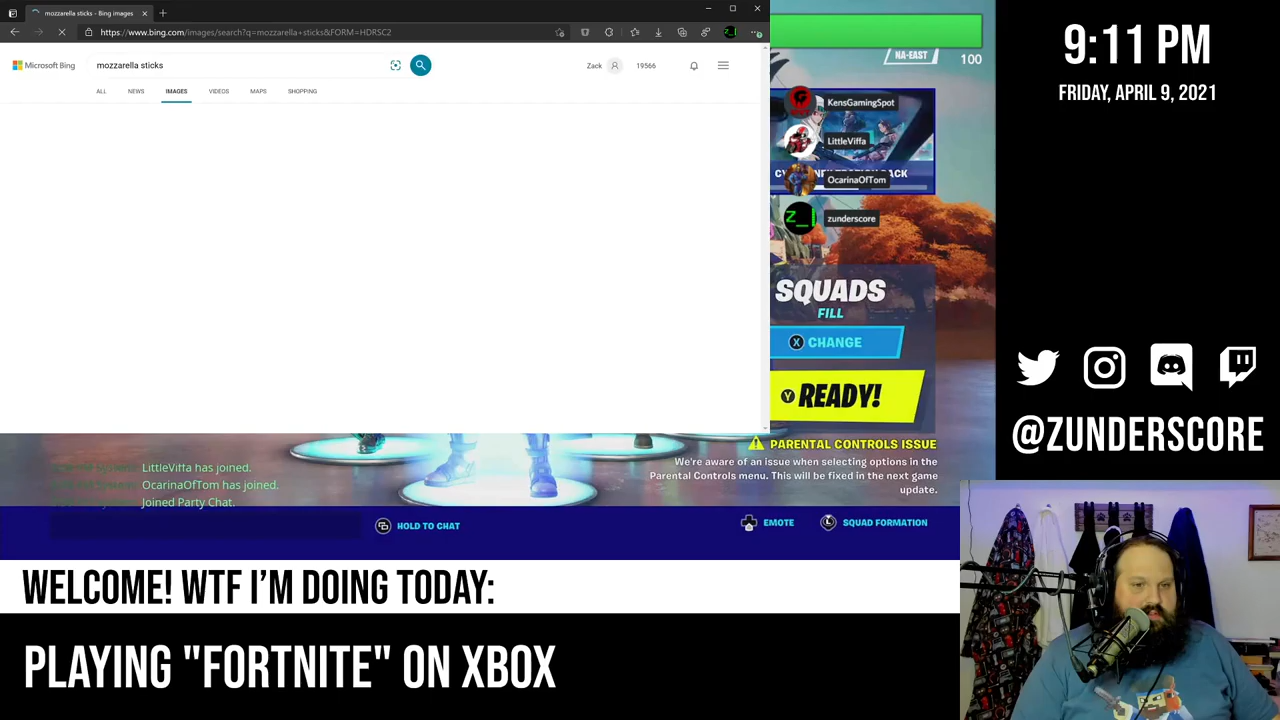 mozzarella sticks - Bing images
https://www.bing.com/images/search?q=mozzarella+sticks&FORM=HDRSC2
Microsoft Bing
mozzarella sticks
Zack
19566
ALL
NEWS
IMAGES
VIDEOS
MAPS
SHOPPING
NA-EAST
100
KensGamingSpot
LittleViffa
OcarinaOfTom
zunderscore
SQUADS
FILL
X CHANGE
Y READY!
PARENTAL CONTROLS ISSUE
We're aware of an issue when selecting options in the
Parental Controls menu. This will be fixed in the next game
update.
LittleViffa has joined.
OcarinaOfTom has joined.
Joined Party Chat.
HOLD TO CHAT
EMOTE
SQUAD FORMATION
9:11 PM
FRIDAY, APRIL 9, 2021
@ZUNDERSCORE
WELCOME! WTF I'M DOING TODAY:
PLAYING "FORTNITE" ON XBOX